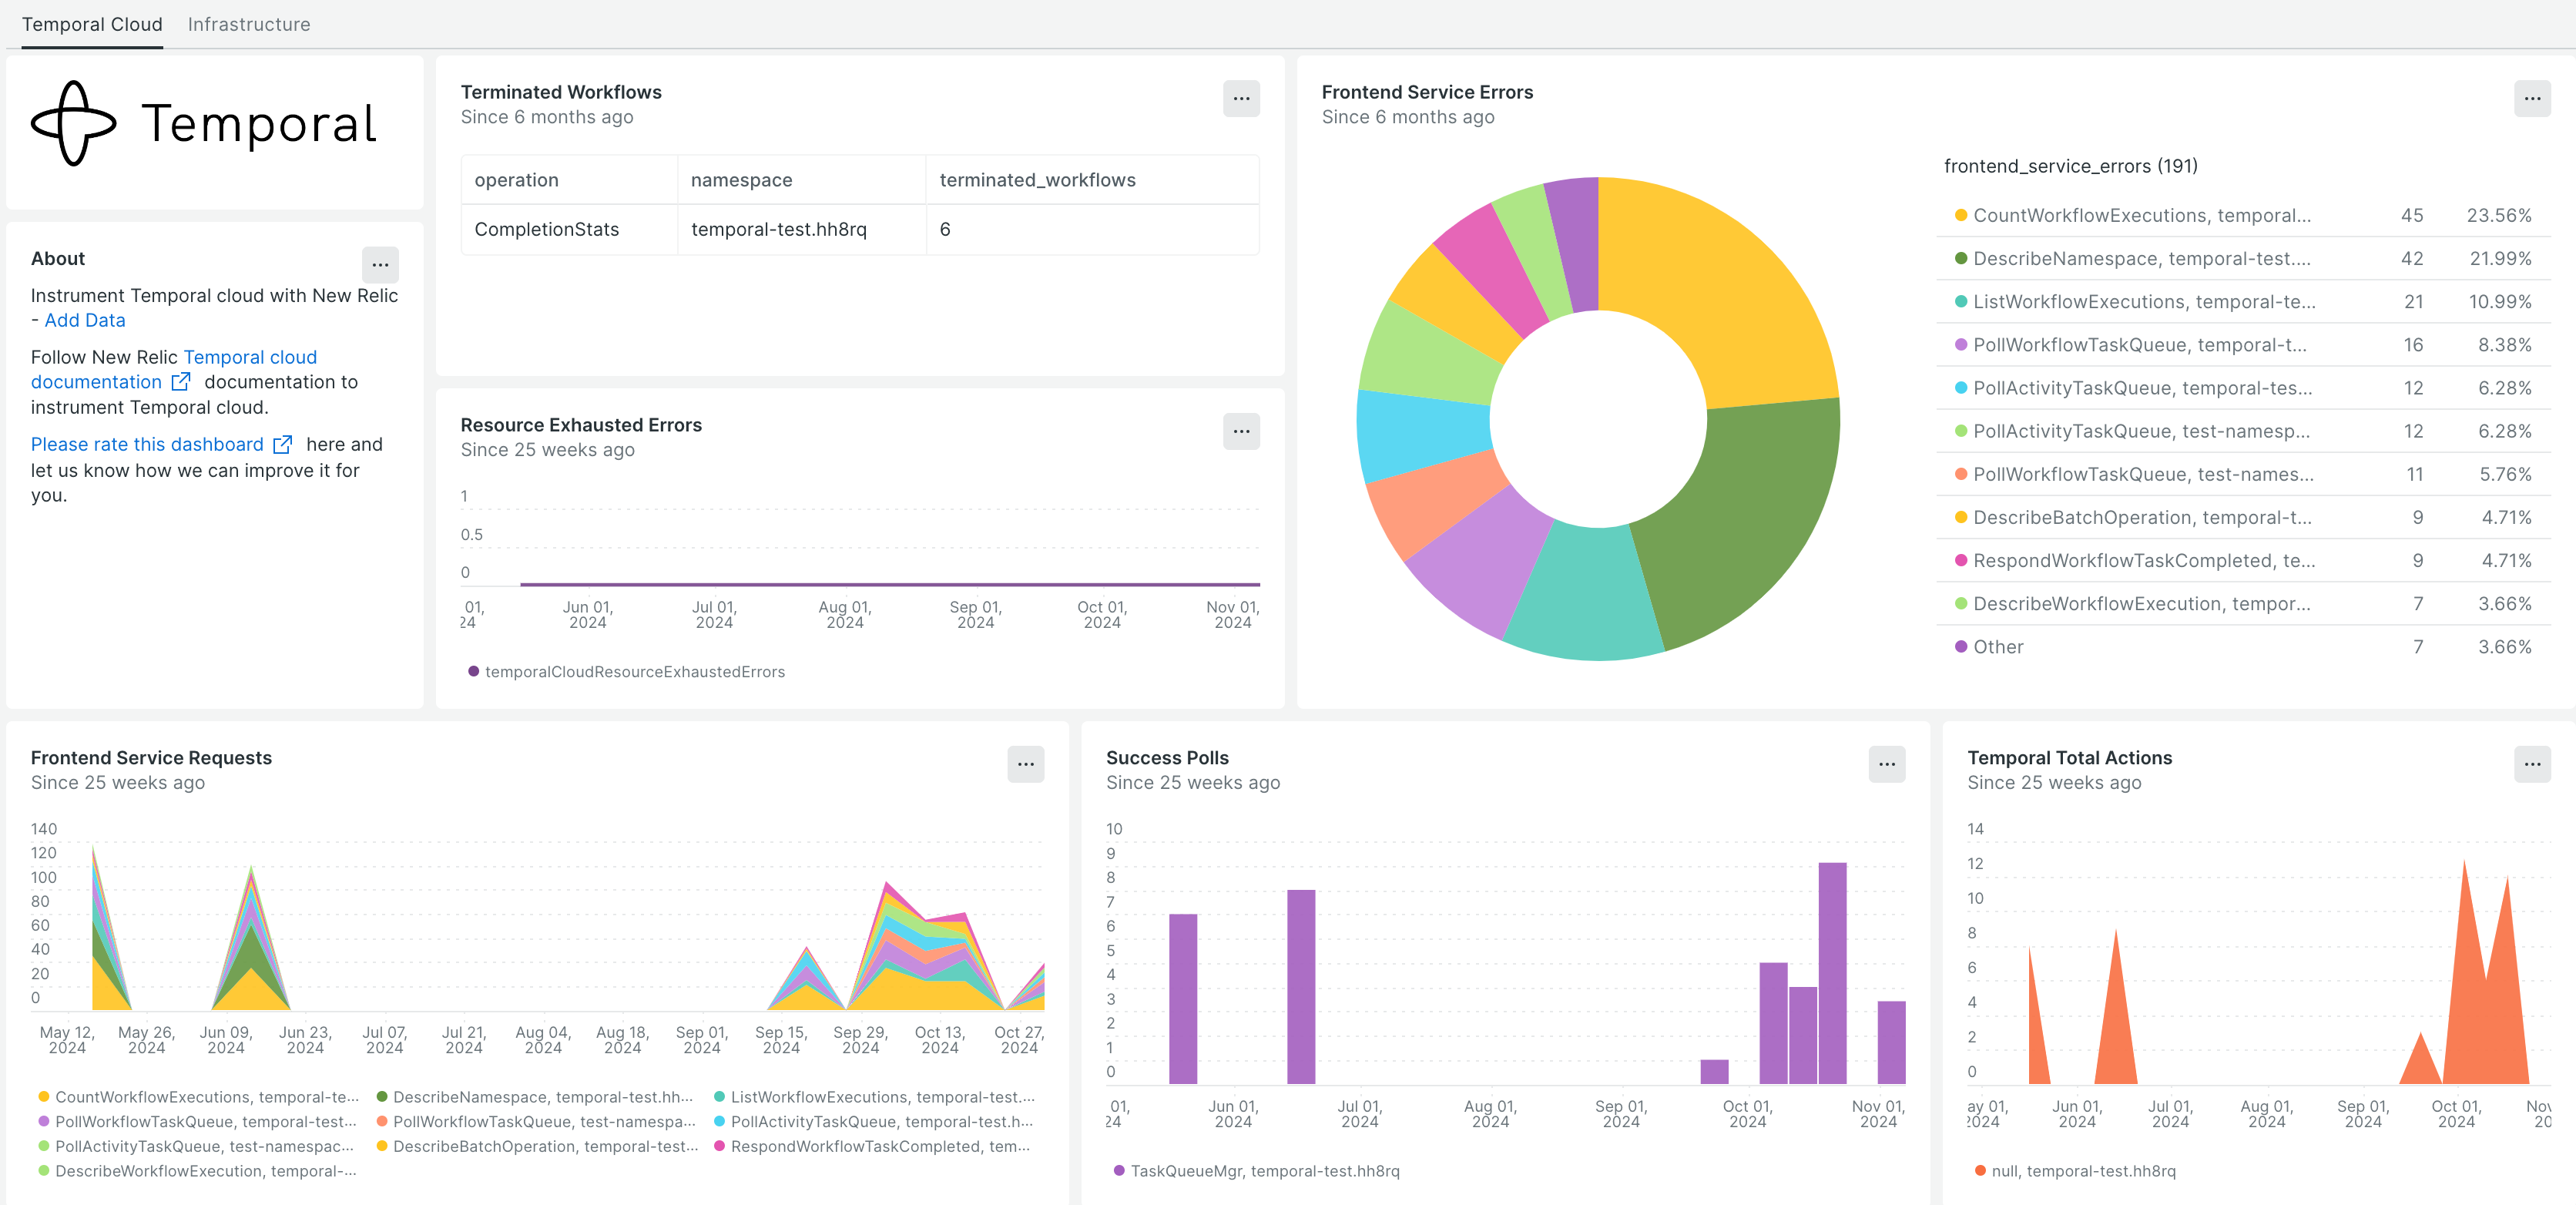 Temporal Cloud
Infrastructure
Temporal
About
...
Instrument Temporal cloud with New Relic
- Add Data
Follow New Relic Temporal cloud
documentation documentation to
instrument Temporal cloud.
Please rate this dashboard here and
let us know how we can improve it for
you.
Terminated Workflows
...
Since 6 months ago
operation namespace terminated_workflows
CompletionStats temporal-test.hh8rq 6
Resource Exhausted Errors
...
Since 25 weeks ago
1
0.5
0
01, Jun 01, Jul 01, Aug 01, Sep 01, Oct 01, Nov 01,
24 2024 2024 2024 2024 2024 2024
temporalCloudResourceExhaustedErrors
Frontend Service Errors
...
Since 6 months ago
frontend_service_errors (191)
CountWorkflowExecutions, temporal... 45 23.56%
DescribeNamespace, temporal-test.... 42 21.99%
ListWorkflowExecutions, temporal-te... 21 10.99%
PollWorkflowTaskQueue, temporal-t... 16 8.38%
PollActivityTaskQueue, temporal-tes... 12 6.28%
PollActivityTaskQueue, test-namesp... 12 6.28%
PollWorkflowTaskQueue, test-names... 11 5.76%
DescribeBatchOperation, temporal-t... 9 4.71%
RespondWorkflowTaskCompleted, te... 9 4.71%
DescribeWorkflowExecution, tempor... 7 3.66%
Other 7 3.66%
Frontend Service Requests
...
Since 25 weeks ago
140
120
100
80
60
40
20
0
May 12, May 26, Jun 09, Jun 23, Jul 07, Jul 21, Aug 04, Aug 18, Sep 01, Sep 15, Sep 29, Oct 13, Oct 27,
2024 2024 2024 2024 2024 2024 2024 2024 2024 2024 2024 2024 2024
CountWorkflowExecutions, temporal-te... DescribeNamespace, temporal-test.hh... ListWorkflowExecutions, temporal-test....
PollWorkflowTaskQueue, temporal-test... PollWorkflowTaskQueue, test-namespa... PollActivityTaskQueue, temporal-test.h...
PollActivityTaskQueue, test-namespac... DescribeBatchOperation, temporal-test... RespondWorkflowTaskCompleted, tem...
DescribeWorkflowExecution, temporal-...
Success Polls
...
Since 25 weeks ago
10
9
8
7
6
5
4
3
2
1
0
01, Jun 01, Jul 01, Aug 01, Sep 01, Oct 01, Nov 01,
24 2024 2024 2024 2024 2024 2024
TaskQueueMgr, temporal-test.hh8rq
Temporal Total Actions
...
Since 25 weeks ago
14
12
10
8
6
4
2
0
ay 01, Jun 01, Jul 01, Aug 01, Sep 01, Oct 01, Nov
2024 2024 2024 2024 2024 2024 20
null, temporal-test.hh8rq